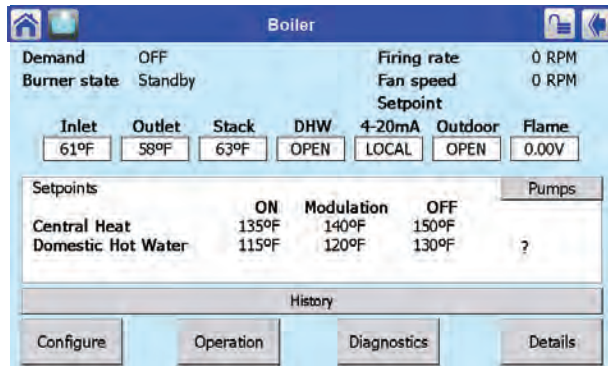 Boiler
Demand OFF Firing rate 0 RPM
Burner state Standby Fan speed 0 RPM
Setpoint
Inlet Outlet Stack DHW 4-20mA Outdoor Flame
61ºF 58ºF 63ºF OPEN LOCAL OPEN 0.00V
Setpoints Pumps
ON Modulation OFF
Central Heat 135ºF 140ºF 150ºF
Domestic Hot Water 115ºF 120ºF 130ºF ?
History
Configure Operation Diagnostics Details